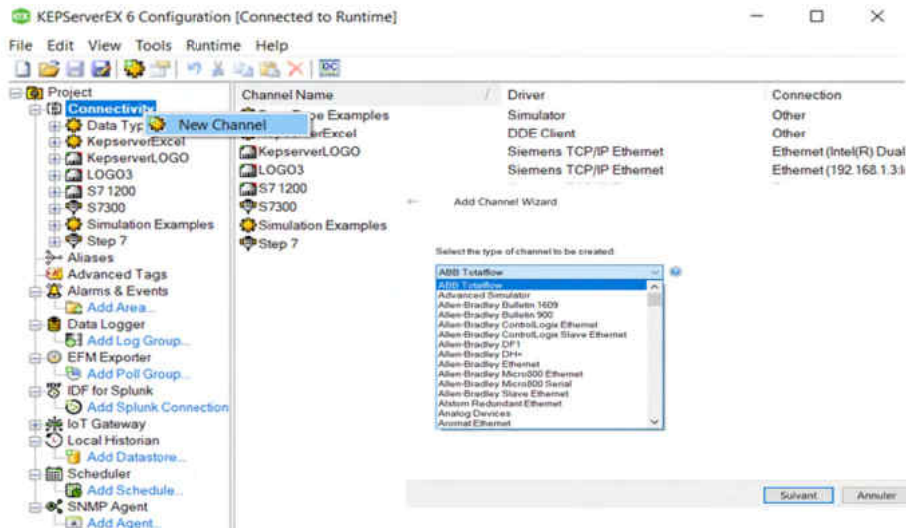 KEPServerEX 6 Configuration [Connected to Runtime]
File Edit View Tools Runtime Help
Project
Connectivity
New Channel
Data Typ
KepserverExcel
KepserverLOGO
LOGO3
S7 1200
S7300
Simulation Examples
Step 7
Aliases
Advanced Tags
Alarms & Events
Add Area...
Data Logger
Add Log Group...
EFM Exporter
Add Poll Group...
IDF for Splunk
Add Splunk Connection
IoT Gateway
Local Historian
Add Datastore...
Scheduler
Add Schedule...
SNMP Agent
Add Agent...
Channel Name / Driver Connection
pe Examples Simulator Other
KepserverExcel DDE Client Other
KepserverLOGO Siemens TCP/IP Ethernet Ethernet (Intel(R) Dual
LOGO3 Siemens TCP/IP Ethernet Ethernet (192.168.1.3:
S7 1200
S7300
Simulation Examples
Step 7
Add Channel Wizard
Select the type of channel to be created:
ABB Totalflow
ABB Totalflow
Advanced Simulator
Allen-Bradley Bulletin 1609
Allen-Bradley Bulletin 900
Allen-Bradley ControlLogix Ethernet
Allen-Bradley ControlLogix Slave Ethernet
Allen-Bradley DF1
Allen-Bradley DH+
Allen-Bradley Ethernet
Allen-Bradley Micro800 Ethernet
Allen-Bradley Micro800 Serial
Allen-Bradley Slave Ethernet
Alstom Redundant Ethernet
Analog Devices
Aromat Ethernet
Suivant Annuler